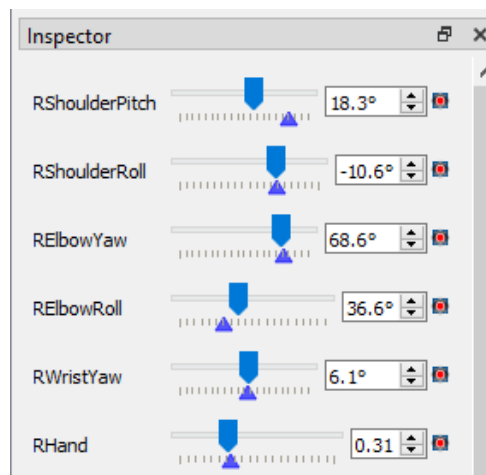 Inspector
RShoulderPitch 18.3°
RShoulderRoll -10.6°
RElbowYaw 68.6°
RElbowRoll 36.6°
RWristYaw 6.1°
RHand 0.31